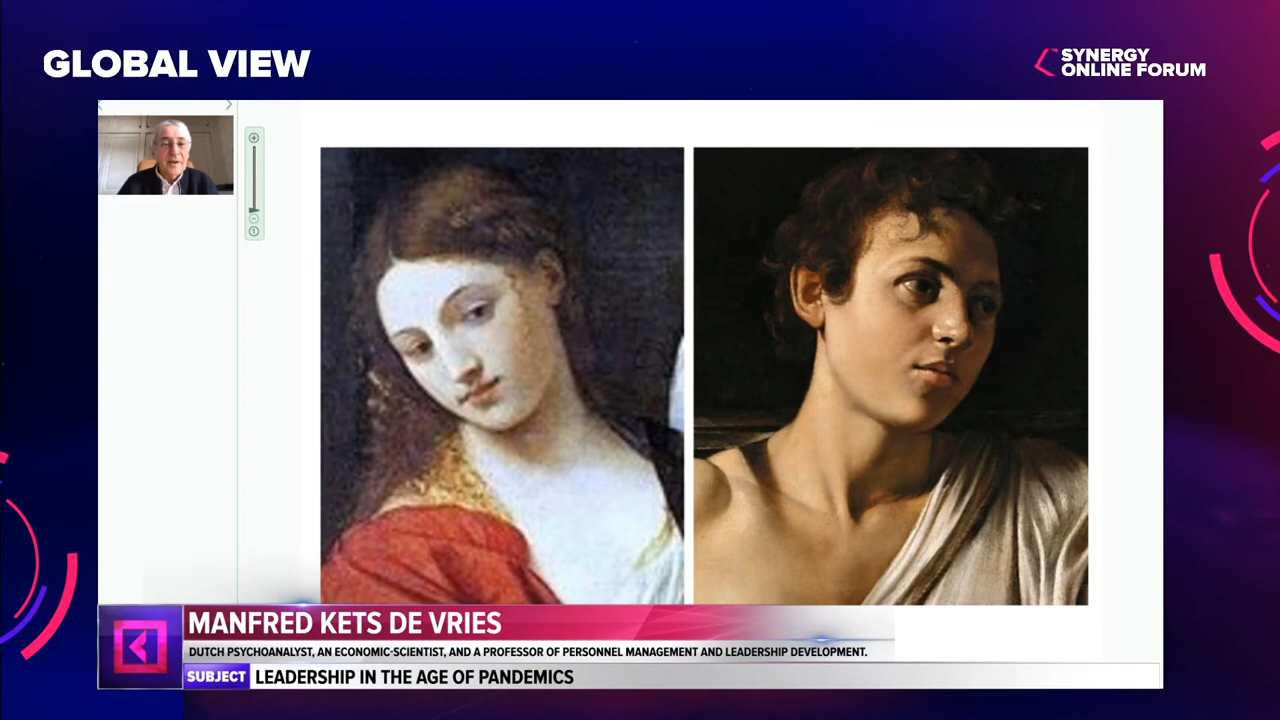 GLOBAL VIEW
SYNERGY
ONLINE FORUM
MANFRED KETS DE VRIES
DUTCH PSYCHOANALYST, AN ECONOMIC-SCIENTIST, AND A PROFESSOR OF PERSONNEL MANAGEMENT AND LEADERSHIP DEVELOPMENT.
SUBJECT LEADERSHIP IN THE AGE OF PANDEMICS